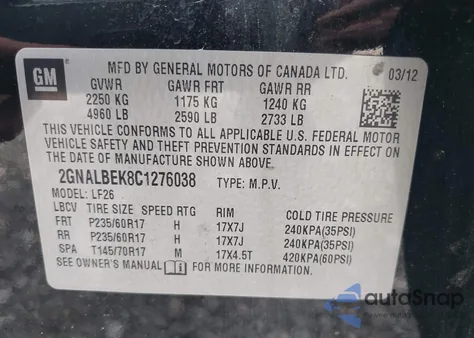 GM
MFD BY GENERAL MOTORS OF CANADA LTD. 03/12
GVWR GAWR FRT GAWR RR
2250 KG 1175 KG 1240 KG
4960 LB 2590 LB 2733 LB
THIS VEHICLE CONFORMS TO ALL APPLICABLE U.S. FEDERAL MOTOR
VEHICLE SAFETY AND THEFT PREVENTION STANDARDS IN EFFECT ON
THE DATE OF MANUFACTURE SHOWN ABOVE.
2GNALBEK8C1276038 TYPE: M.P.V.
MODEL: LF26
LBCV TIRE SIZE SPEED RTG RIM COLD TIRE PRESSURE
FRT P235/60R17 H 17X7J 240KPA(35PSI)
RR P235/60R17 H 17X7J 240KPA(35PSI)
SPA T145/70R17 M 17X4.5T 420KPA(60PSI)
SEE OWNER'S MANUAL FOR MORE INFORMATION.
autoSnap